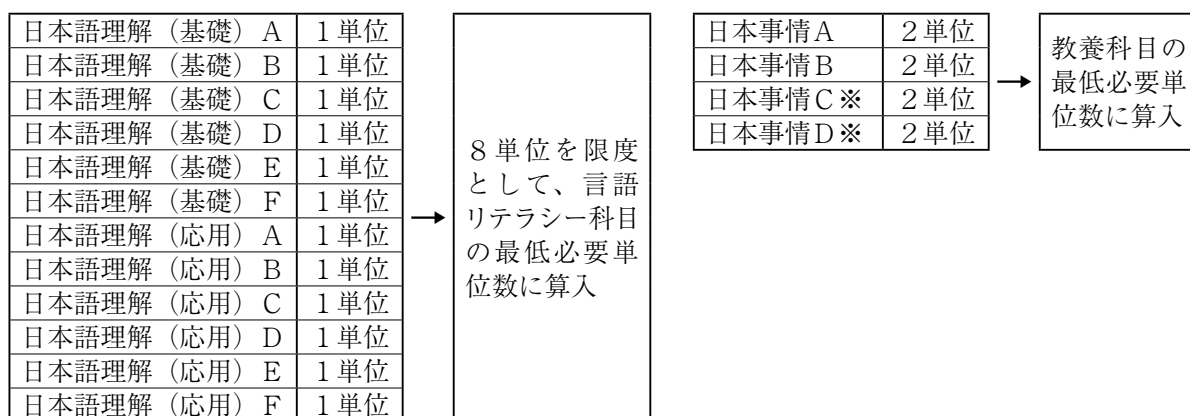 日本語理解（基礎）A １単位
日本語理解（基礎）B １単位
日本語理解（基礎）C １単位
日本語理解（基礎）D １単位
日本語理解（基礎）E １単位
日本語理解（基礎）F １単位
日本語理解（応用）A １単位
日本語理解（応用）B １単位
日本語理解（応用）C １単位
日本語理解（応用）D １単位
日本語理解（応用）E １単位
日本語理解（応用）F １単位
→
８単位を限度
として、言語
リテラシー科目
の最低必要単
位数に算入
日本事情A ２単位
日本事情B ２単位
日本事情C※ ２単位
日本事情D※ ２単位
→
教養科目の
最低必要単
位数に算入